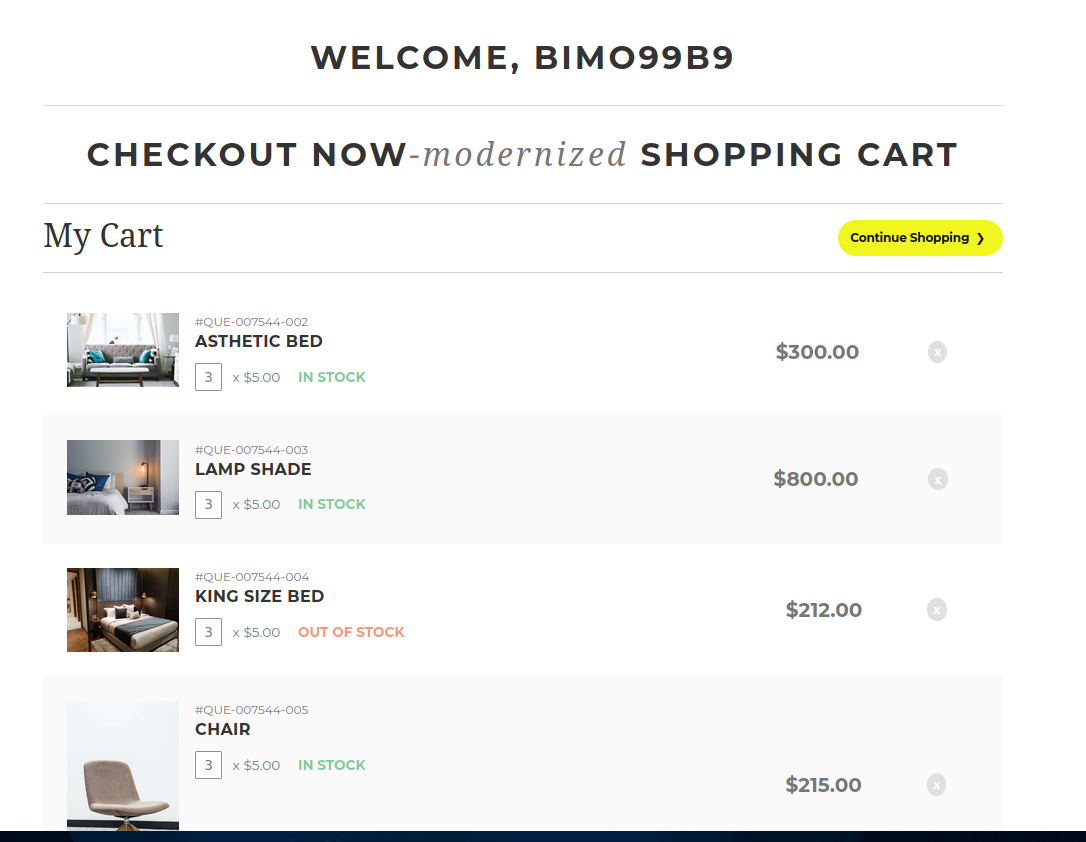 WELCOME, BIMO99B9
CHECKOUT NOW-modernized SHOPPING CART
My Cart
Continue Shopping ❯
#QUE-007544-002
ASTHETIC BED
3 x $5.00 IN STOCK
$300.00 x
#QUE-007544-003
LAMP SHADE
3 x $5.00 IN STOCK
$800.00 x
#QUE-007544-004
KING SIZE BED
3 x $5.00 OUT OF STOCK
$212.00 x
#QUE-007544-005
CHAIR
3 x $5.00 IN STOCK
$215.00 x